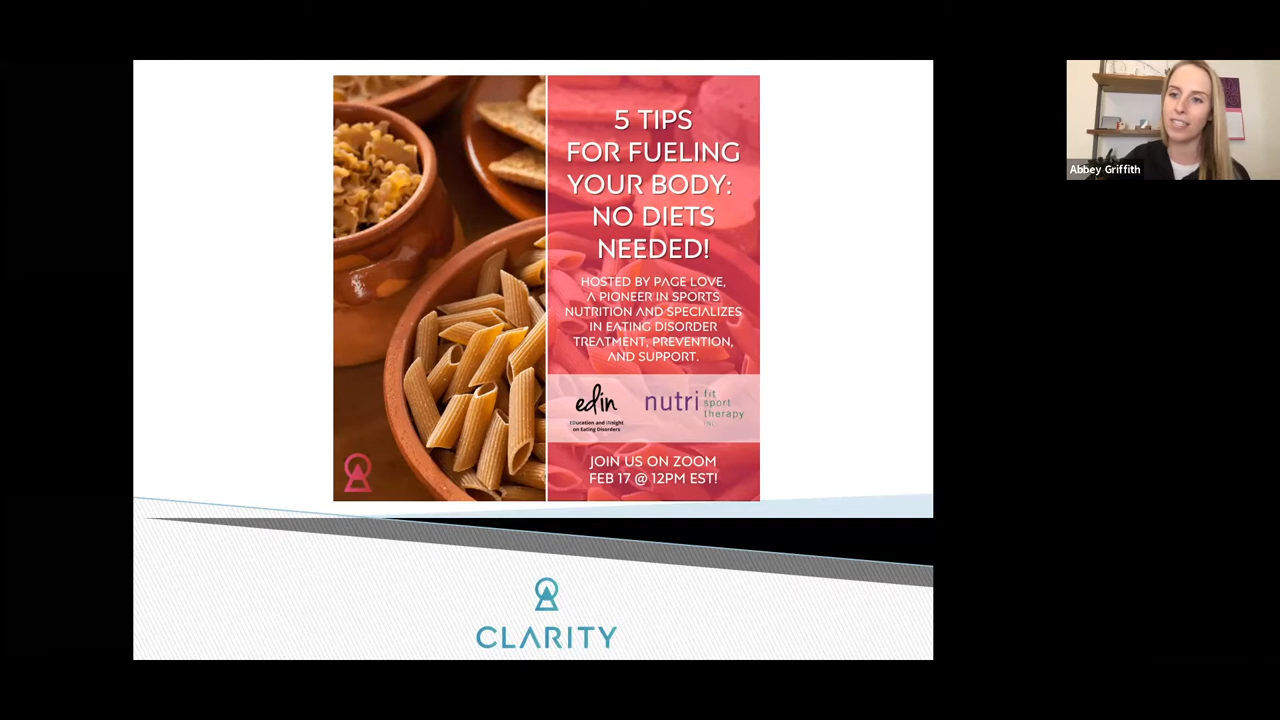 5 TIPS
FOR FUELING
YOUR BODY:
NO DIETS
NEEDED!
HOSTED BY PAGE LOVE,
A PIONEER IN SPORTS
NUTRITION AND SPECIALIZES
IN EATING DISORDER
TREATMENT, PREVENTION,
AND SUPPORT.
edin
EDucation and INsight
on Eating Disorders
nutri fit
sport
therapy
INC
JOIN US ON ZOOM
FEB 17 @ 12PM EST!
CLARITY
Abbey Griffith